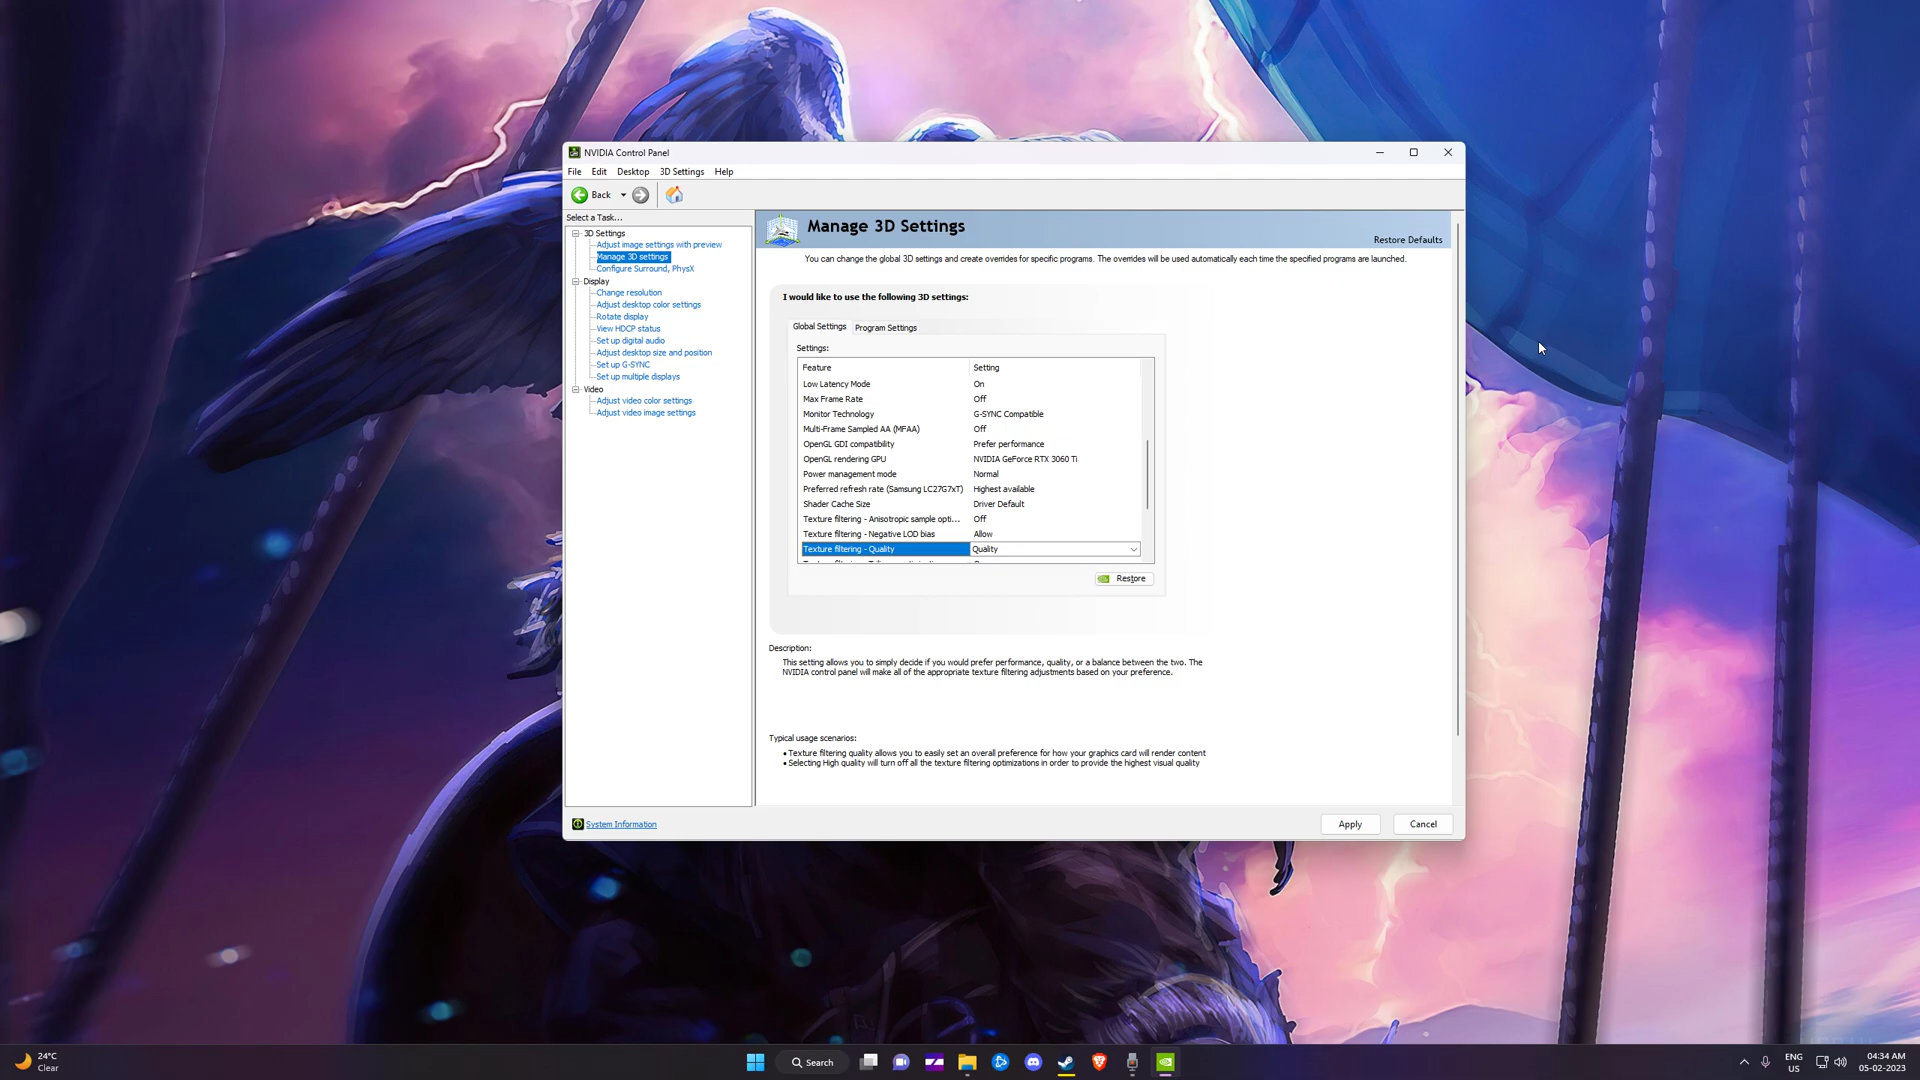 NVIDIA Control Panel
File Edit Desktop 3D Settings Help
Back
Select a Task...
3D Settings
Adjust image settings with preview
Manage 3D settings
Configure Surround, PhysX
Display
Change resolution
Adjust desktop color settings
Rotate display
View HDCP status
Set up digital audio
Adjust desktop size and position
Set up G-SYNC
Set up multiple displays
Video
Adjust video color settings
Adjust video image settings
Manage 3D Settings
Restore Defaults
You can change the global 3D settings and create overrides for specific programs. The overrides will be used automatically each time the specified programs are launched.
I would like to use the following 3D settings:
Global Settings Program Settings
Settings:
Feature Setting
Low Latency Mode On
Max Frame Rate Off
Monitor Technology G-SYNC Compatible
Multi-Frame Sampled AA (MFAA) Off
OpenGL GDI compatibility Prefer performance
OpenGL rendering GPU NVIDIA GeForce RTX 3060 Ti
Power management mode Normal
Preferred refresh rate (Samsung LC27G7xT) Highest available
Shader Cache Size Driver Default
Texture filtering - Anisotropic sample opti... Off
Texture filtering - Negative LOD bias Allow
Texture filtering - Quality Quality
Restore
Description:
This setting allows you to simply decide if you would prefer performance, quality, or a balance between the two. The
NVIDIA control panel will make all of the appropriate texture filtering adjustments based on your preference.
Typical usage scenarios:
• Texture filtering quality allows you to easily set an overall preference for how your graphics card will render content
• Selecting High quality will turn off all the texture filtering optimizations in order to provide the highest visual quality
System Information
Apply Cancel
24°C
Clear
Search
ENG
US
04:34 AM
05-02-2023